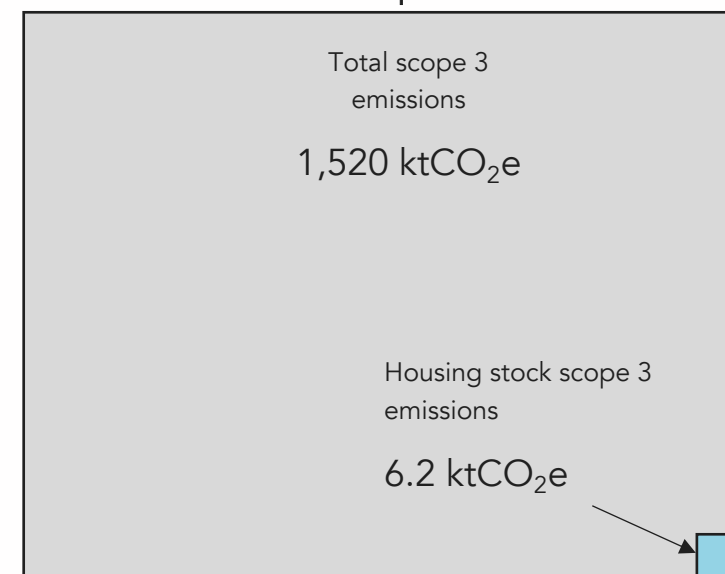 Total scope 3
emissions
1,520 ktCO₂e
Housing stock scope 3
emissions
6.2 ktCO₂e